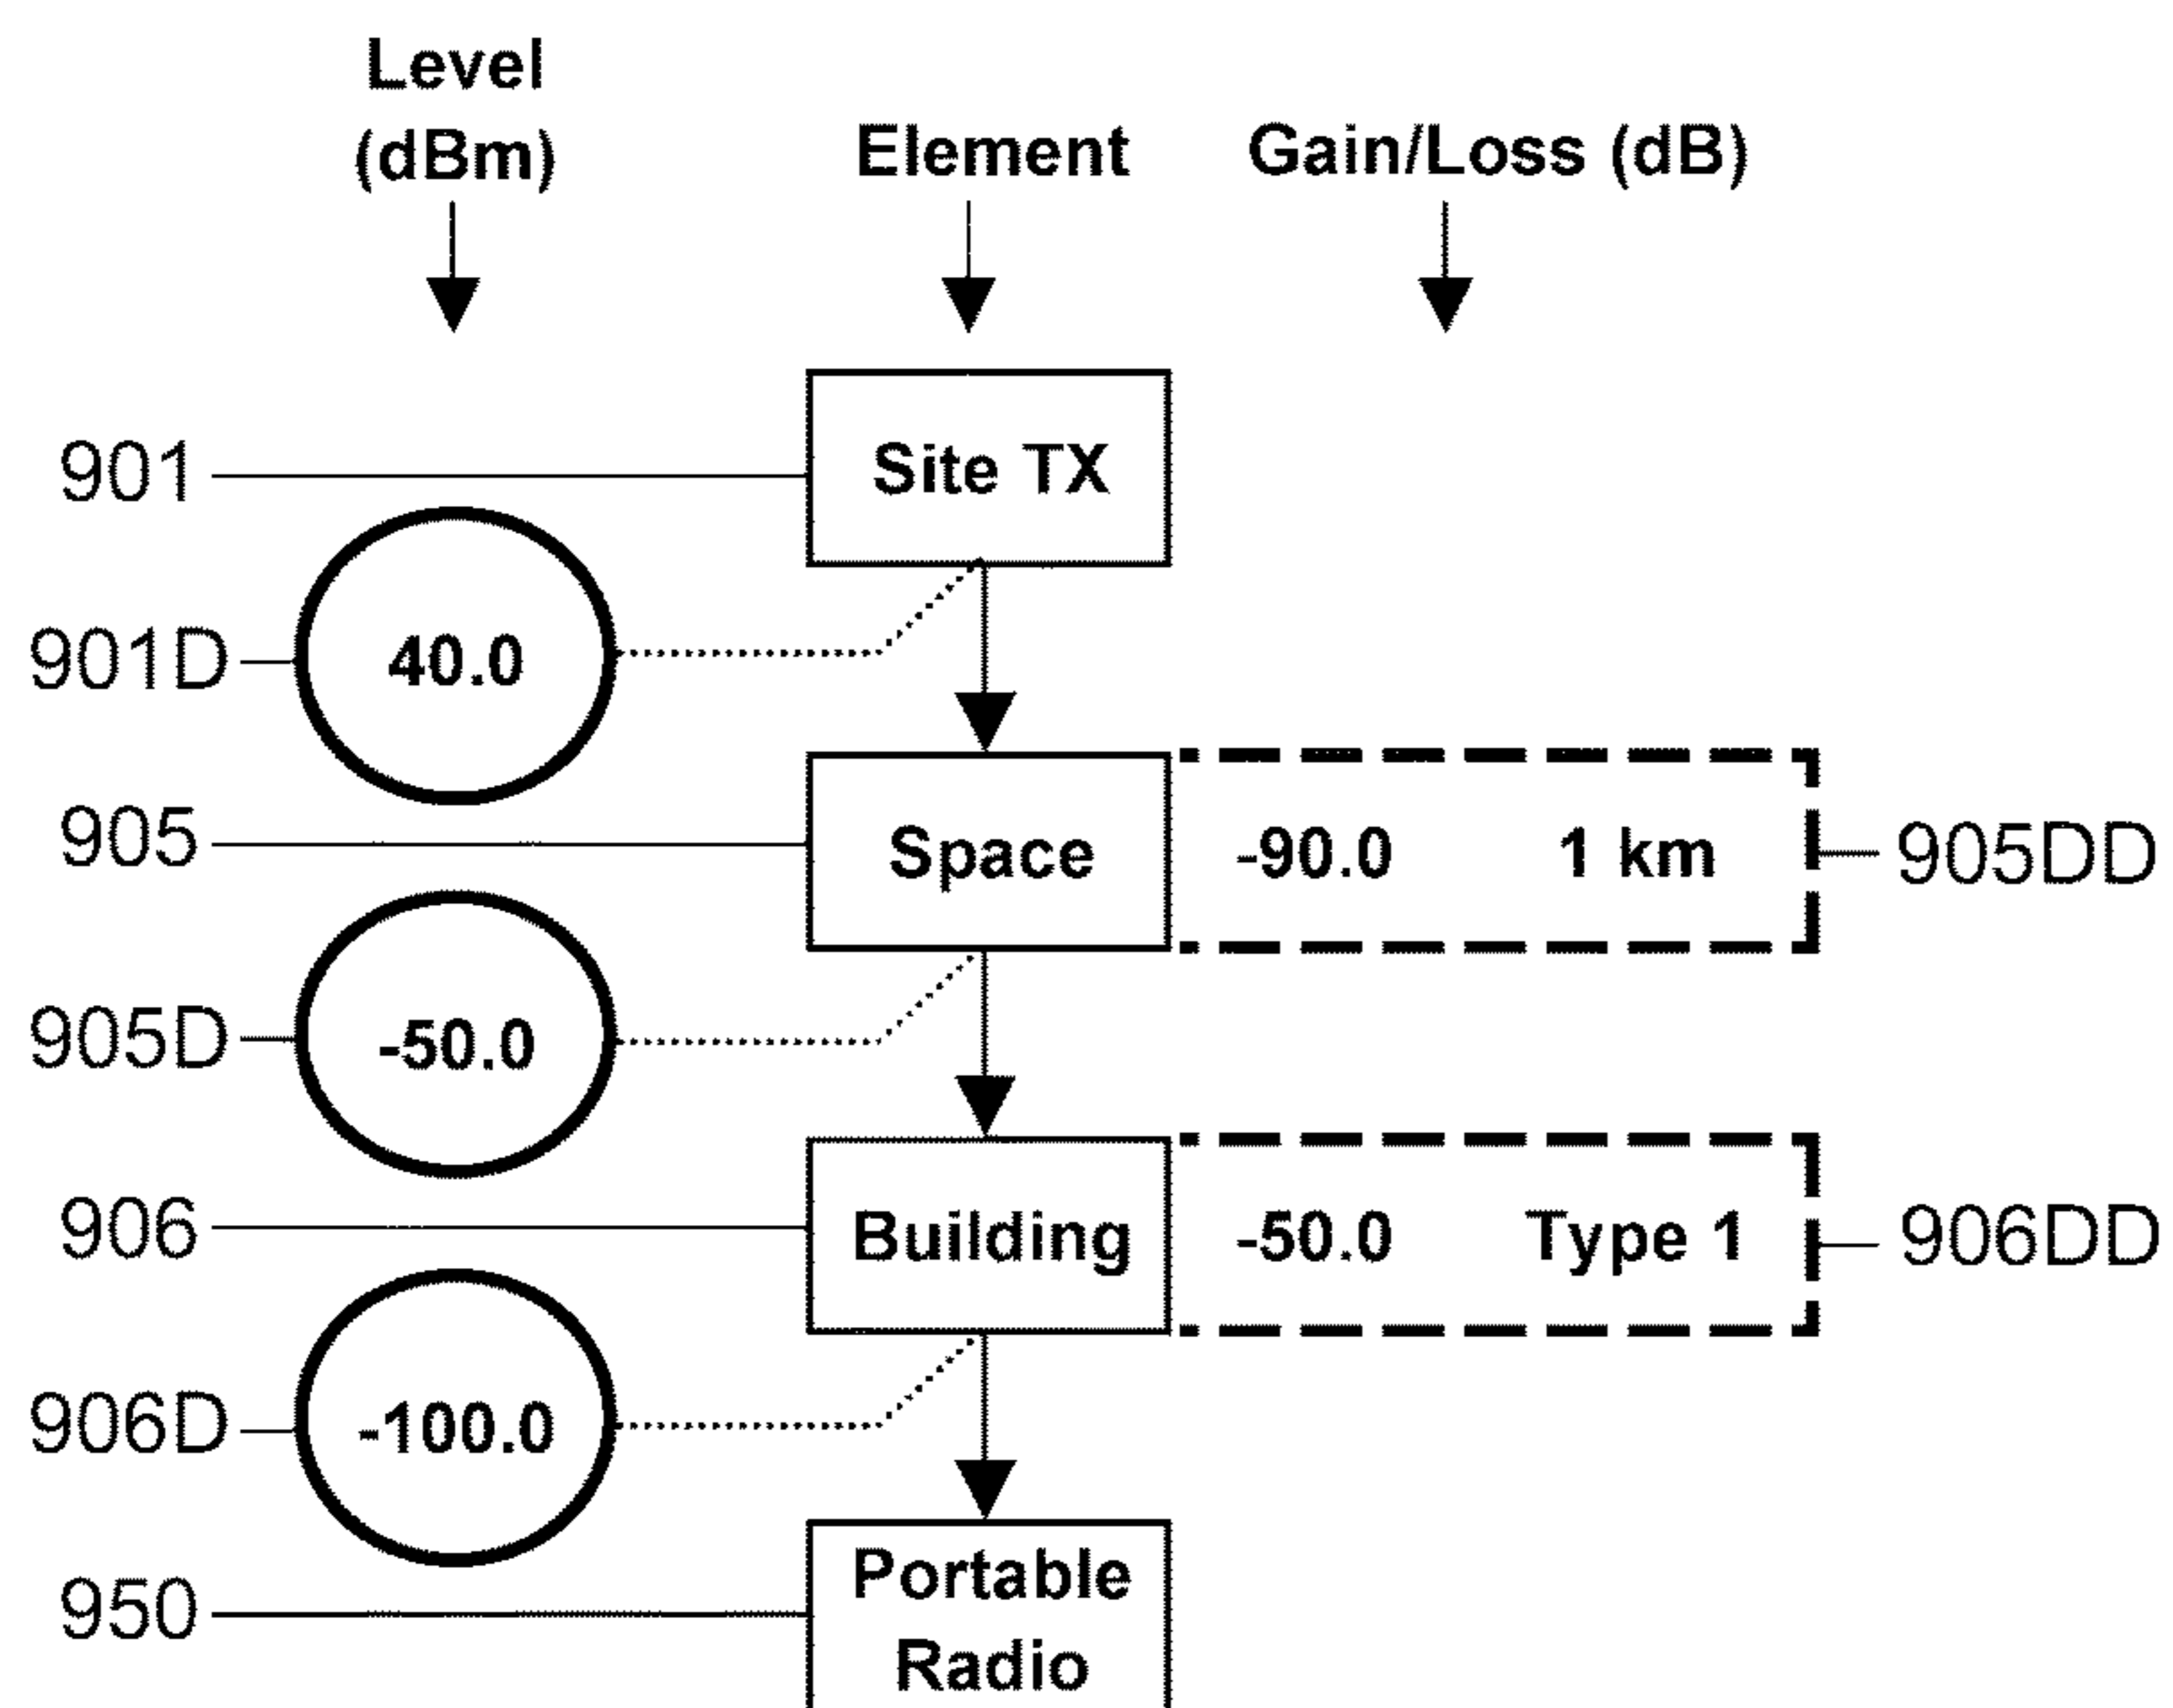 Level
(dBm)
Element
Gain/Loss (dB)
901
Site TX
901D
40.0
905
Space
-90.0 1 km
905DD
905D
-50.0
906
Building
-50.0 Type 1
906DD
906D
-100.0
950
Portable
Radio